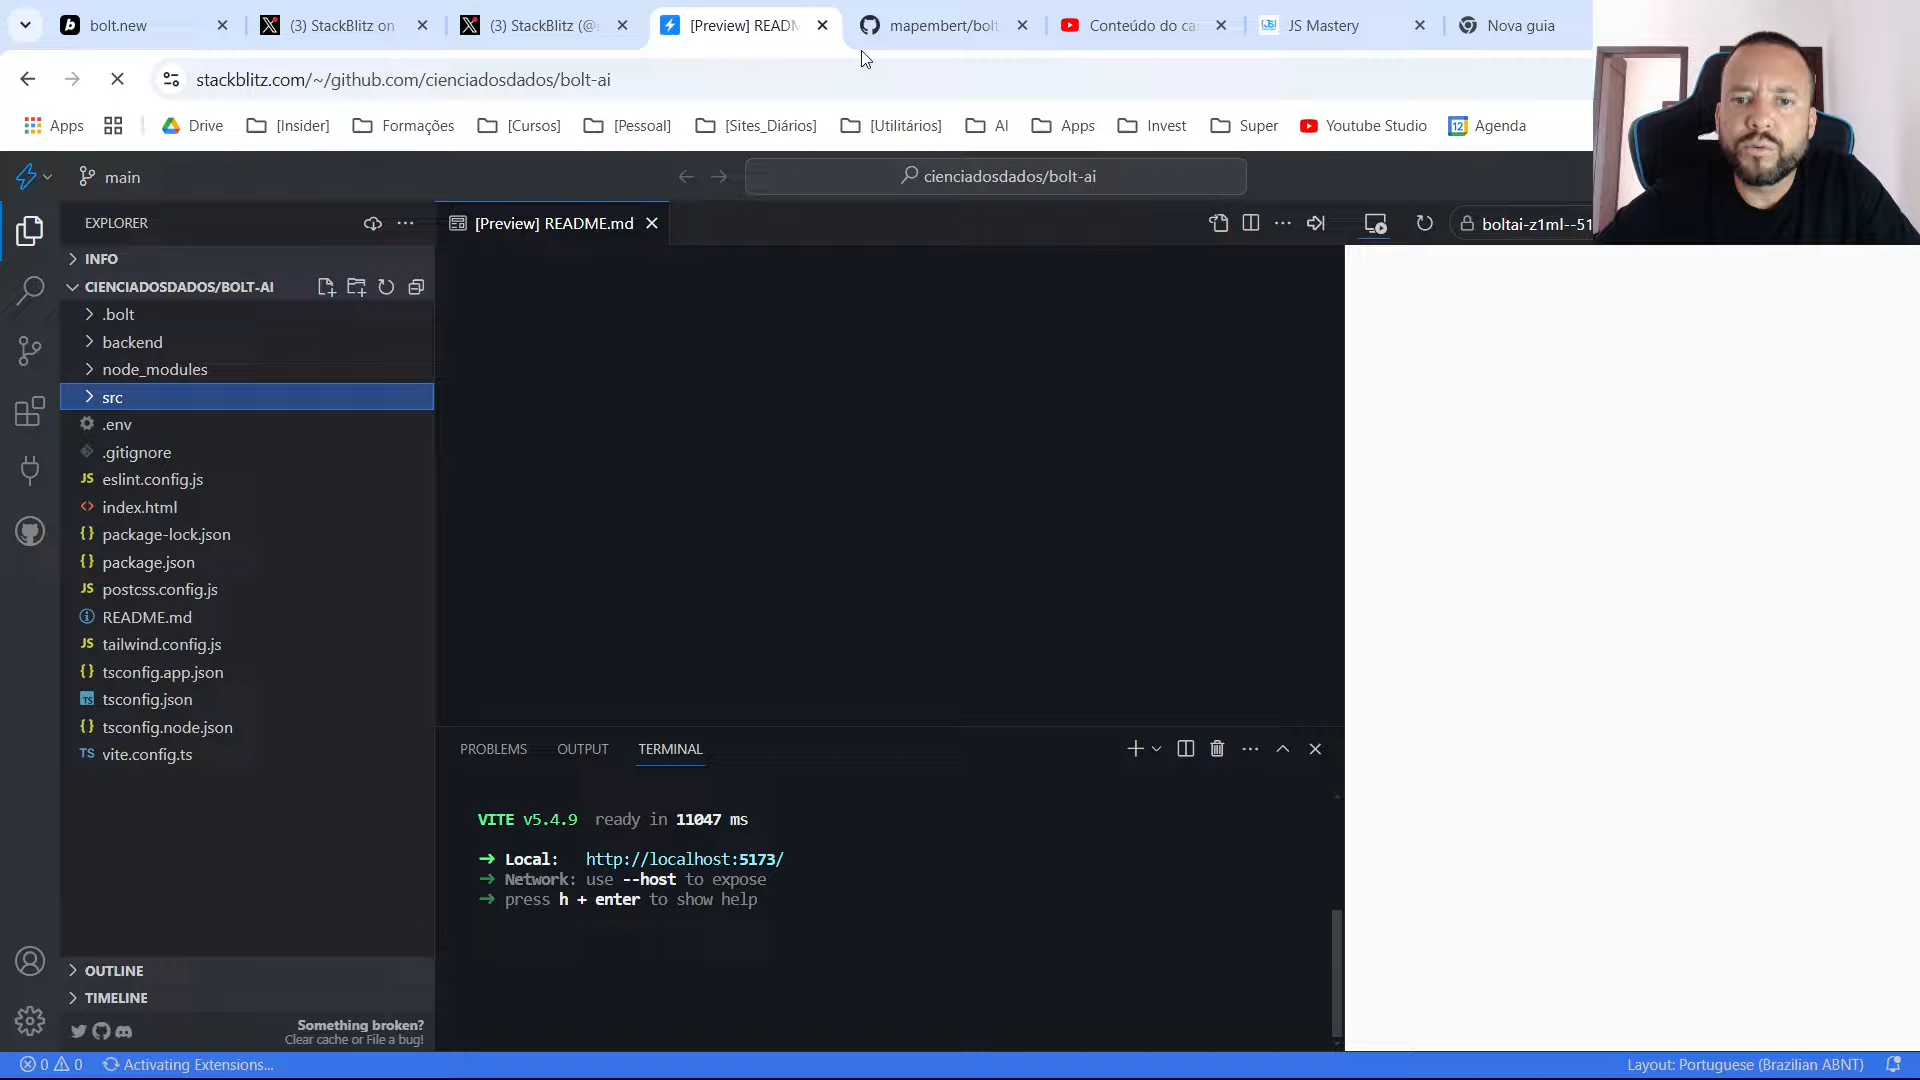 bolt.new
(3) StackBlitz on
(3) StackBlitz (@
[Preview] READ
mapembert/bolt
Conteúdo do ca
JS Mastery
Nova guia
stackblitz.com/~/github.com/cienciadosdados/bolt-ai
Apps
Drive
[Insider]
Formações
[Cursos]
[Pessoal]
[Sites_Diários]
[Utilitários]
AI
Apps
Invest
Super
Youtube Studio
Agenda
main
cienciadosdados/bolt-ai
EXPLORER
[Preview] README.md
boltai-z1ml--51
INFO
CIENCIADOSDADOS/BOLT-AI
.bolt
backend
node_modules
src
.env
.gitignore
JS eslint.config.js
<> index.html
{} package-lock.json
{} package.json
JS postcss.config.js
README.md
JS tailwind.config.js
{} tsconfig.app.json
TS tsconfig.json
{} tsconfig.node.json
TS vite.config.ts
PROBLEMS
OUTPUT
TERMINAL
VITE v5.4.9 ready in 11047 ms
➜ Local: http://localhost:5173/
➜ Network: use --host to expose
➜ press h + enter to show help
OUTLINE
TIMELINE
Something broken?
Clear cache or File a bug!
0 0 Activating Extensions...
Layout: Portuguese (Brazilian ABNT)